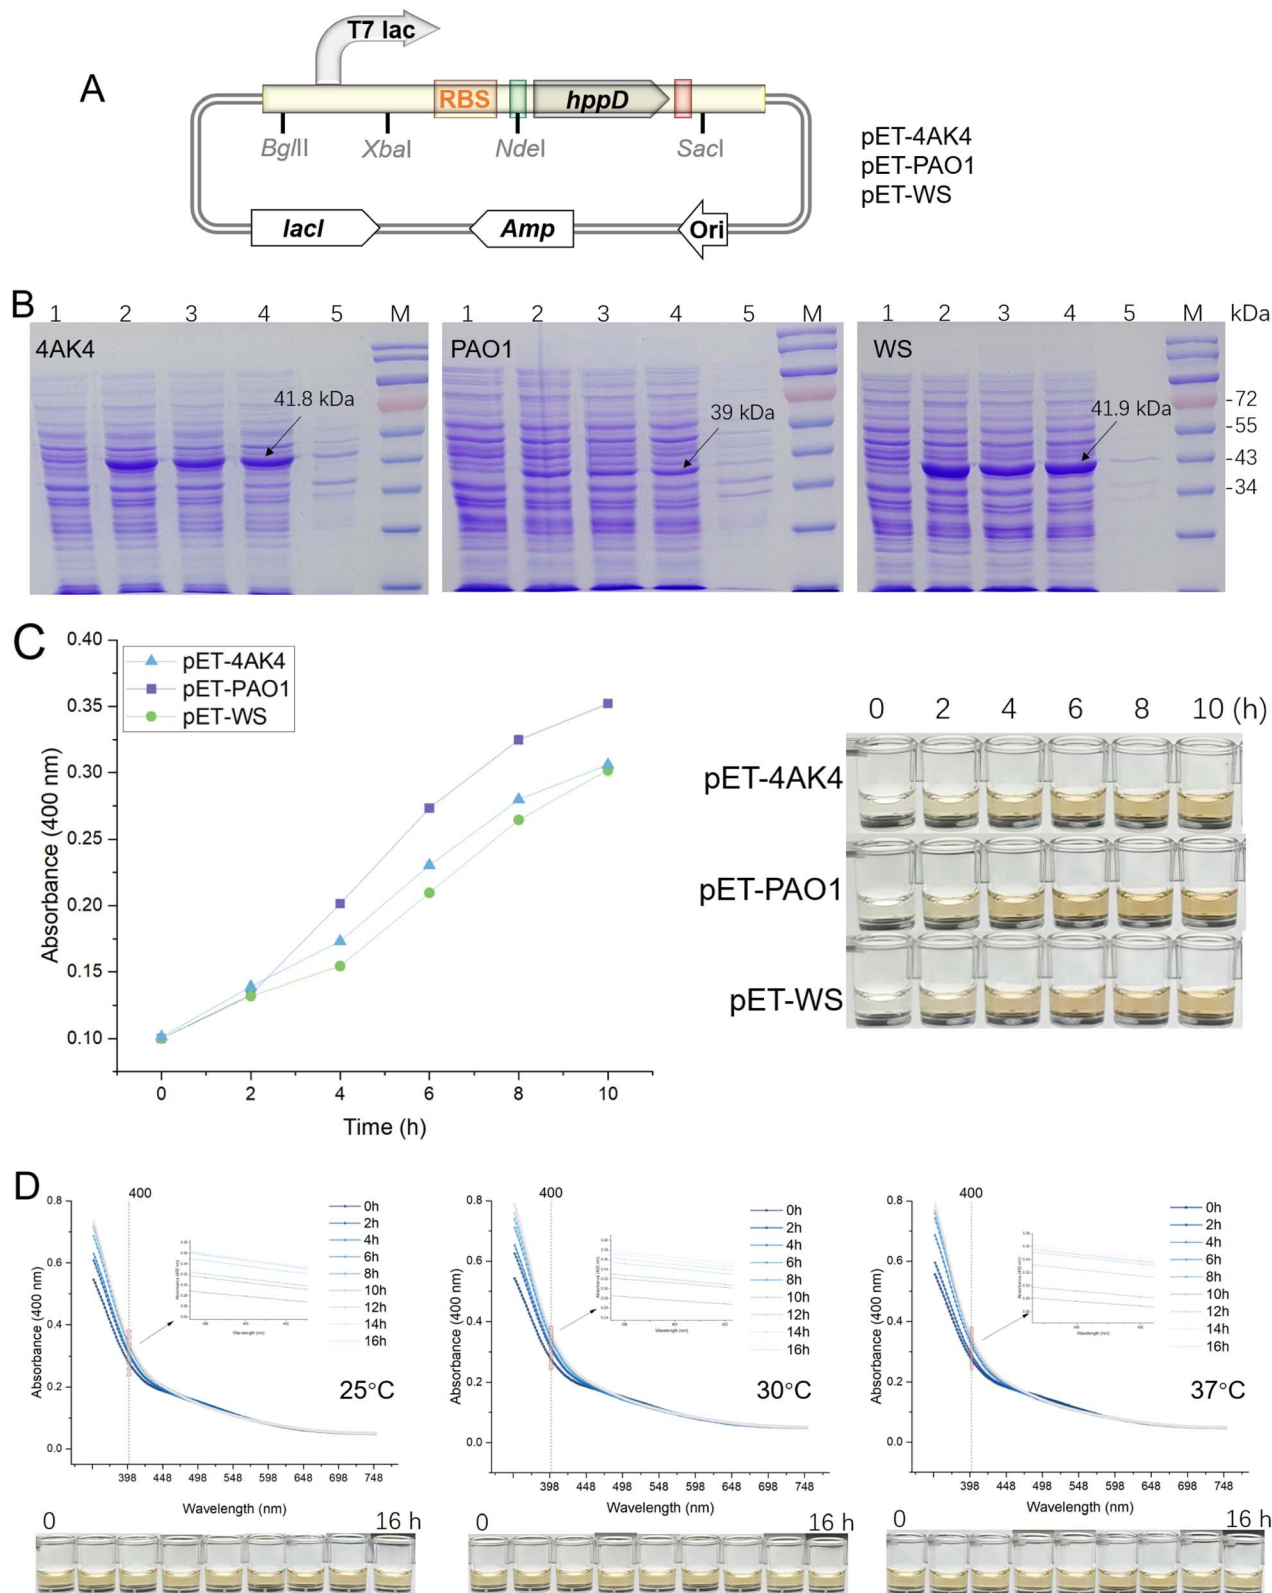 A
T7 lac
RBS
hppD
BglII
XbaI
NdeI
SacI
lacI
Amp
Ori
pET-4AK4
pET-PAO1
pET-WS
B
1 2 3 4 5 M
1 2 3 4 5 M
1 2 3 4 5 M kDa
4AK4
41.8 kDa
PAO1
39 kDa
WS
41.9 kDa
-72
-55
-43
-34
C
0.40
0.35
0.30
0.25
0.20
0.15
0.10
Absorbance (400 nm)
pET-4AK4
pET-PAO1
pET-WS
0 2 4 6 8 10
Time (h)
0 2 4 6 8 10 (h)
pET-4AK4
pET-PAO1
pET-WS
D
400
0.8
0.6
0.4
0.2
0.0
Absorbance (400 nm)
0h
2h
4h
6h
8h
10h
12h
14h
16h
Wavelength (nm)
25°C
398 448 498 548 598 648 698 748
Wavelength (nm)
0 16 h
400
0.8
0.6
0.4
0.2
0.0
Absorbance (400 nm)
0h
2h
4h
6h
8h
10h
12h
14h
16h
Wavelength (nm)
30°C
398 448 498 548 598 648 698 748
Wavelength (nm)
0 16 h
400
0.8
0.6
0.4
0.2
0.0
Absorbance (400 nm)
0h
2h
4h
6h
8h
10h
12h
14h
16h
Wavelength (nm)
37°C
398 448 498 548 598 648 698 748
Wavelength (nm)
0 16 h